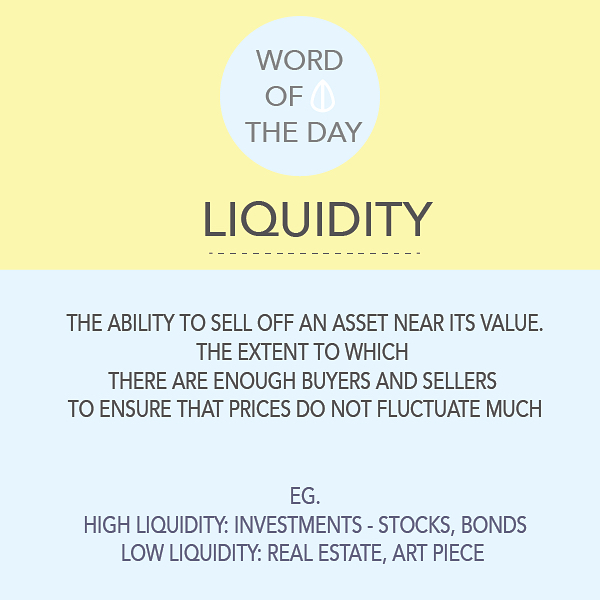 WORD
OF
THE DAY
LIQUIDITY
THE ABILITY TO SELL OFF AN ASSET NEAR ITS VALUE.
THE EXTENT TO WHICH
THERE ARE ENOUGH BUYERS AND SELLERS
TO ENSURE THAT PRICES DO NOT FLUCTUATE MUCH
EG.
HIGH LIQUIDITY: INVESTMENTS - STOCKS, BONDS
LOW LIQUIDITY: REAL ESTATE, ART PIECE